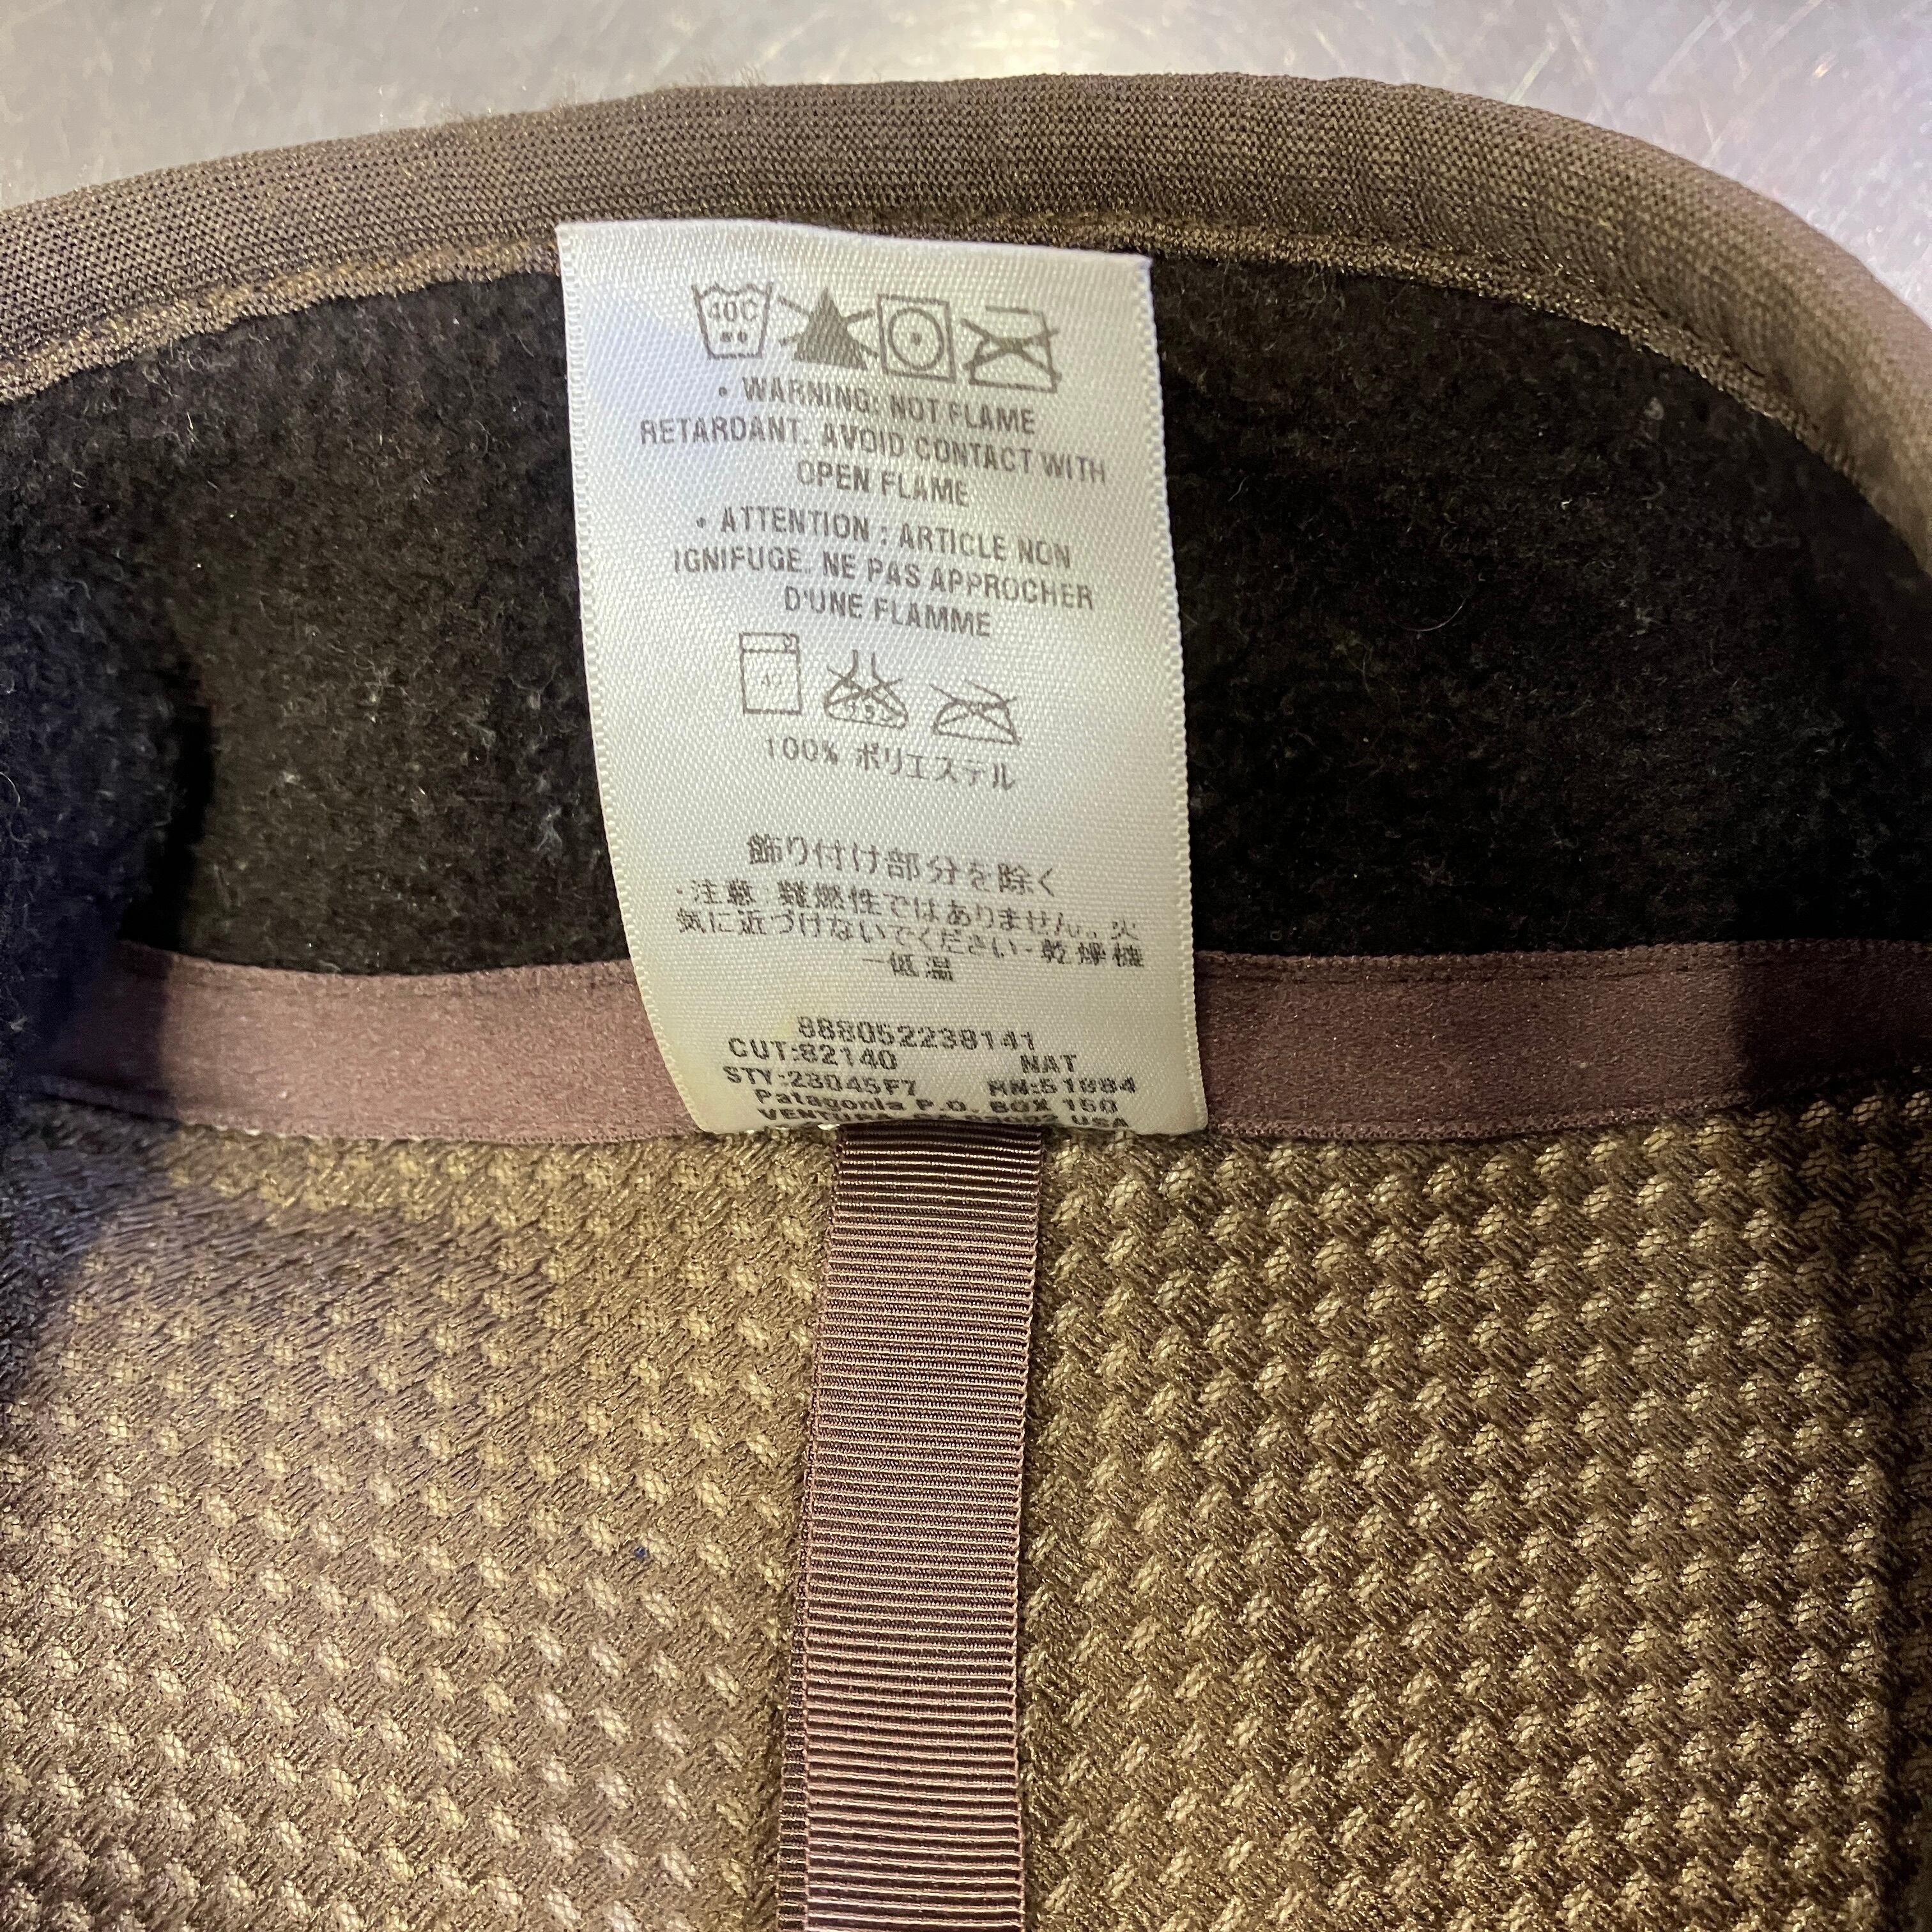 40C
• WARNING: NOT FLAME
RETARDANT. AVOID CONTACT WITH
OPEN FLAME
• ATTENTION : ARTICLE NON
IGNIFUGE. NE PAS APPROCHER
D'UNE FLAMME
40
100% ポリエステル
飾り付け部分を除く
·注意 難燃性ではありません。火
気に近づけないでください-乾燥機
ー低温
888052238141
CUT:82140 NAT
STY:23045F7 RN:51884
Patagonia P.O. BOX 150
VENTURA, USA